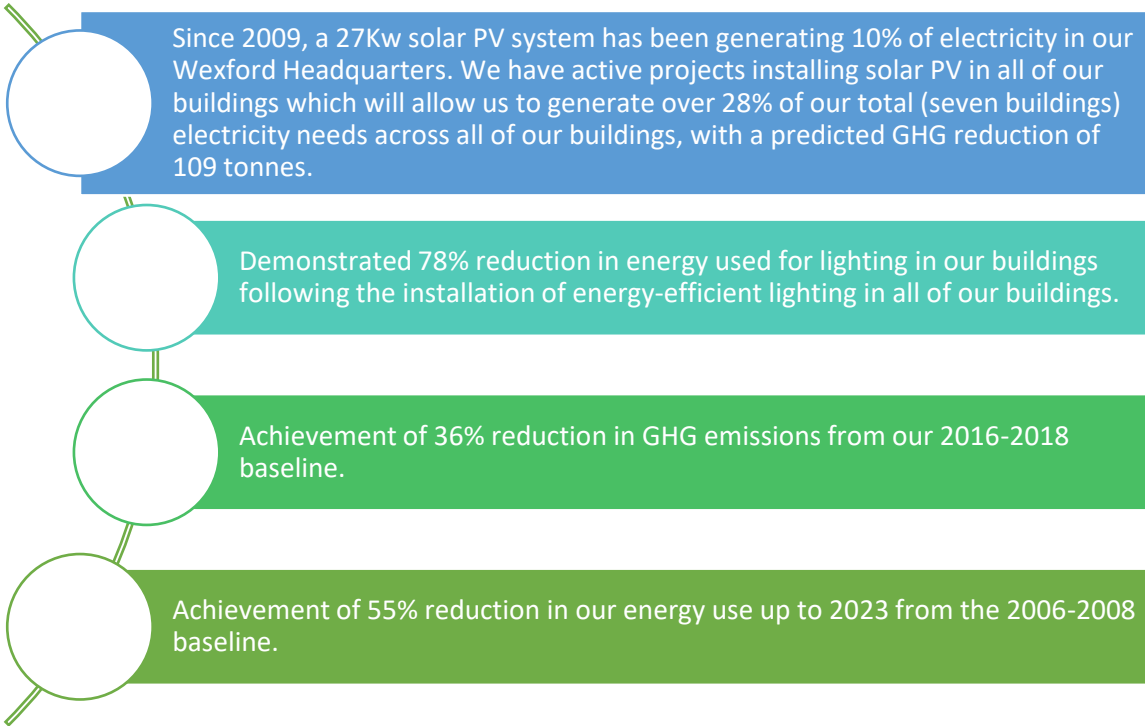 Since 2009, a 27Kw solar PV system has been generating 10% of electricity in our
Wexford Headquarters. We have active projects installing solar PV in all of our
buildings which will allow us to generate over 28% of our total (seven buildings)
electricity needs across all of our buildings, with a predicted GHG reduction of
109 tonnes.
Demonstrated 78% reduction in energy used for lighting in our buildings
following the installation of energy-efficient lighting in all of our buildings.
Achievement of 36% reduction in GHG emissions from our 2016-2018
baseline.
Achievement of 55% reduction in our energy use up to 2023 from the 2006-2008
baseline.